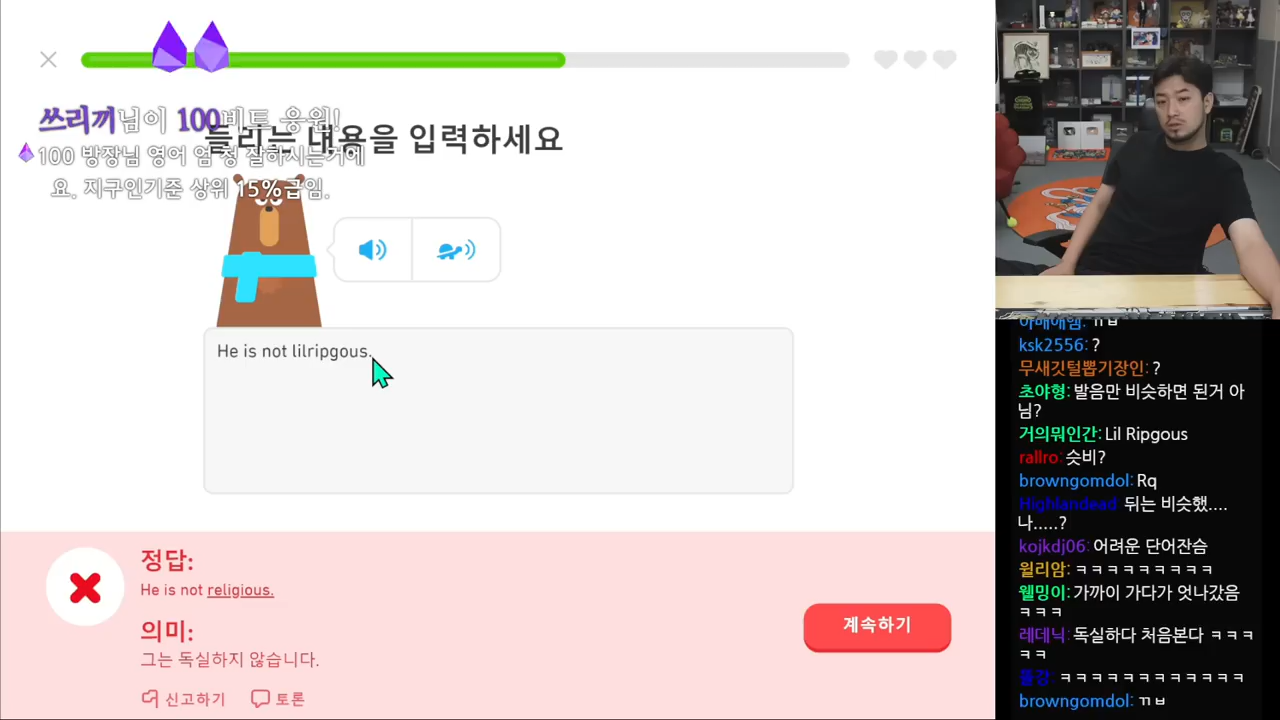 쓰리끼님이 100비트 응원!
100 방장님 영어 엄청 잘하시는거에
요. 지구인기준 상위 15%급임.
들리는 내용을 입력하세요
He is not lilripgous.
정답:
He is not religious.
의미:
그는 독실하지 않습니다.
신고하기 토론
계속하기
ksk2556: ?
무새깃털뽑기장인: ?
초야형: 발음만 비슷하면 된거 아
님?
거의뭐인간: Lil Ripgous
rallro: 슷비?
browngomdol: Rq
Highlandead: 뒤는 비슷했....
나.....?
kojkdj06: 어려운 단어잔슴
윌리암: ㅋㅋㅋㅋㅋㅋㅋㅋㅋ
웰밍이: 가까이 가다가 엇나갔음
ㅋㅋㅋ
레데닉: 독실하다 처음본다 ㅋㅋㅋ
ㅋㅋ
ㅋㅋㅋㅋㅋㅋㅋㅋㅋㅋㅋㅋ
browngomdol: ㄲㅂ